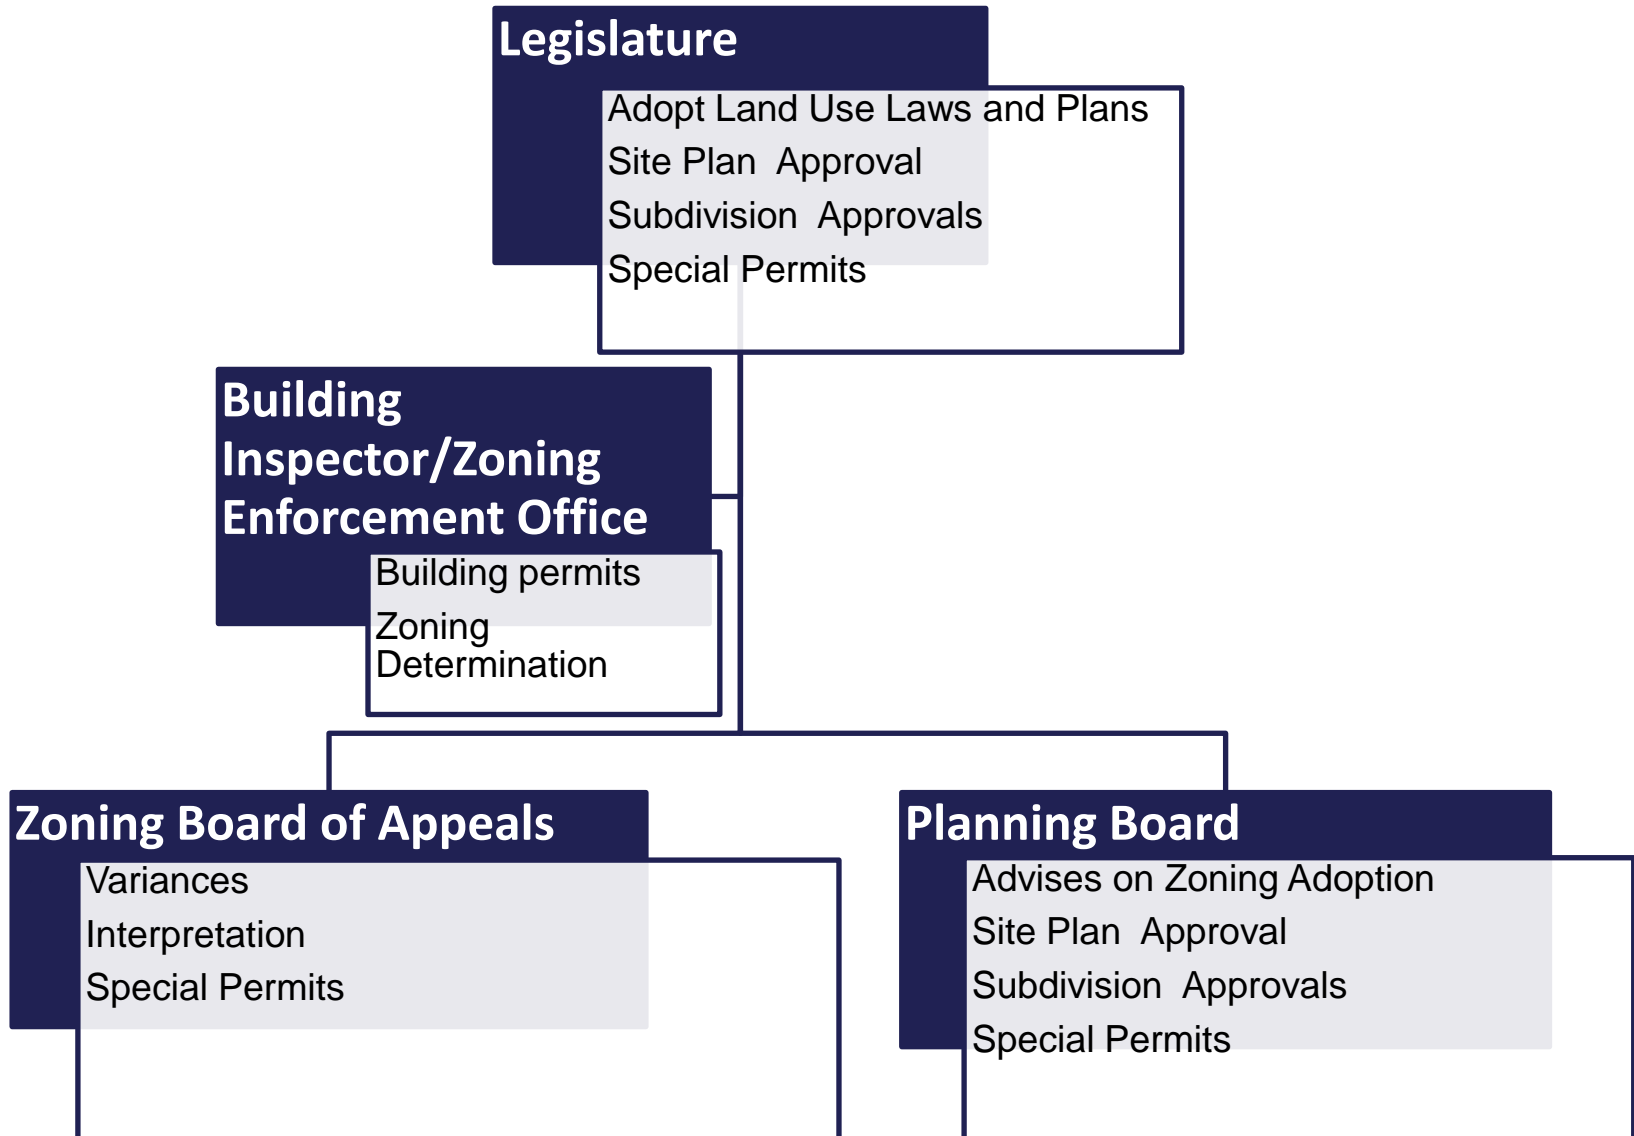 Legislature
Adopt Land Use Laws and Plans
Site Plan  Approval
Subdivision  Approvals
Special Permits
Building
Inspector/Zoning
Enforcement Office
Building permits
Zoning
Determination
Zoning Board of Appeals
Variances
Interpretation
Special Permits
Planning Board
Advises on Zoning Adoption
Site Plan  Approval
Subdivision  Approvals
Special Permits